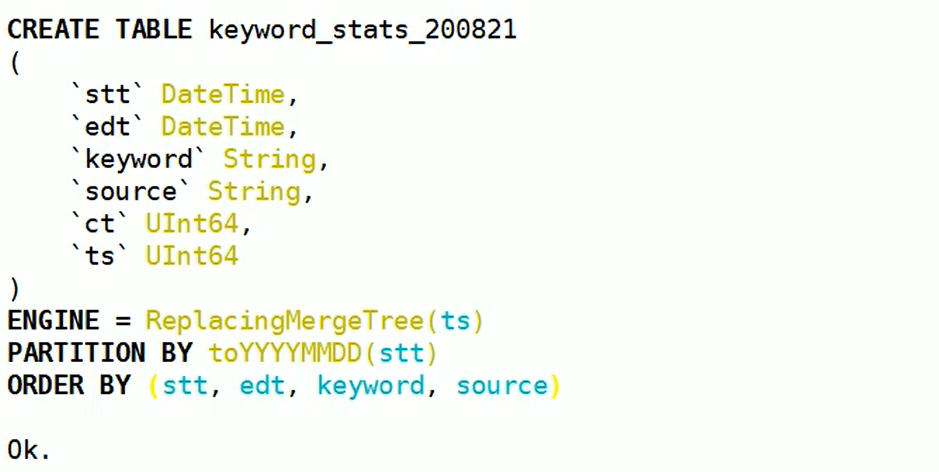 CREATE TABLE keyword_stats_200821
(
    `stt` DateTime,
    `edt` DateTime,
    `keyword` String,
    `source` String,
    `ct` UInt64,
    `ts` UInt64
)
ENGINE = ReplacingMergeTree(ts)
PARTITION BY toYYYYMMDD(stt)
ORDER BY (stt, edt, keyword, source)
Ok.